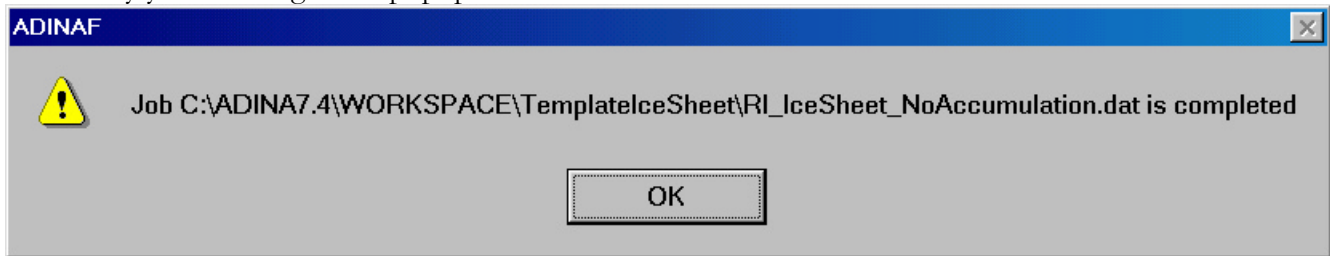 ADINAF
Job C:\ADINA7.4\WORKSPACE\TemplateIceSheet\RI_IceSheet_NoAccumulation.dat is completed
OK